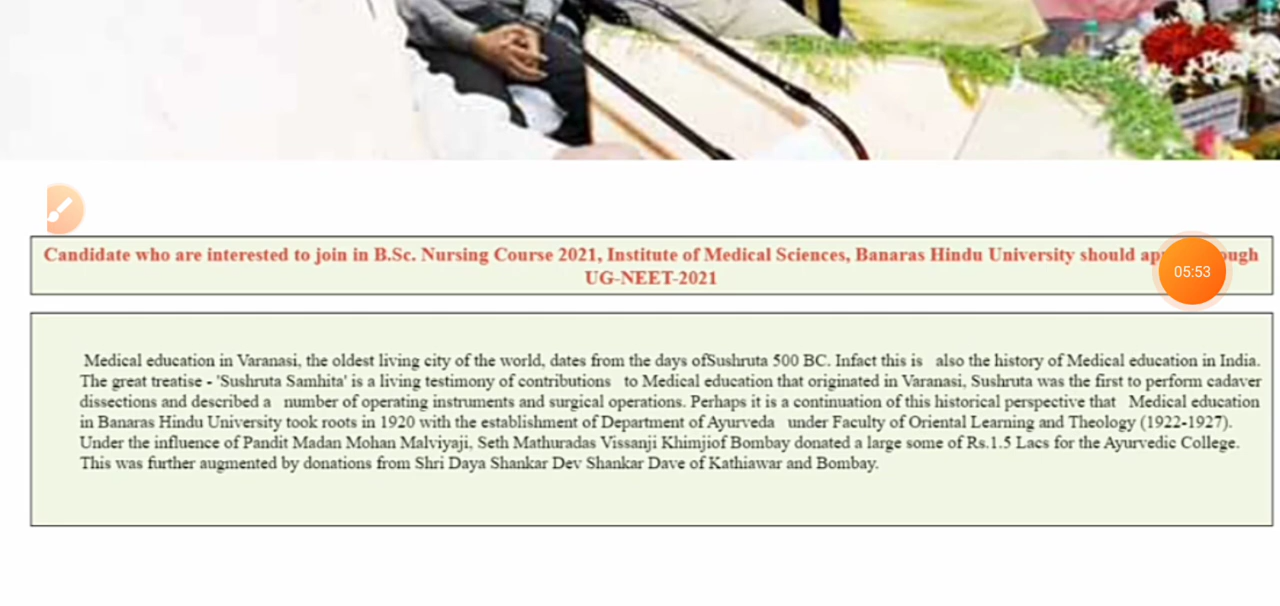 Candidate who are interested to join in B.Sc. Nursing Course 2021, Institute of Medical Sciences, Banaras Hindu University should
UG-NEET-2021
05:53
Medical education in Varanasi, the oldest living city of the world, dates from the days ofSushruta 500 BC. Infact this is also the history of Medical education in India.
The great treatise - 'Sushruta Samhita' is a living testimony of contributions to Medical education that originated in Varanasi, Sushruta was the first to perform cadaver
dissections and described a number of operating instruments and surgical operations. Perhaps it is a continuation of this historical perspective that Medical education
in Banaras Hindu University took roots in 1920 with the establishment of Department of Ayurveda under Faculty of Oriental Learning and Theology (1922-1927).
Under the influence of Pandit Madan Mohan Malviyaji, Seth Mathuradas Vissanji Khimjiof Bombay donated a large some of Rs.1.5 Lacs for the Ayurvedic College.
This was further augmented by donations from Shri Daya Shankar Dev Shankar Dave of Kathiawar and Bombay.